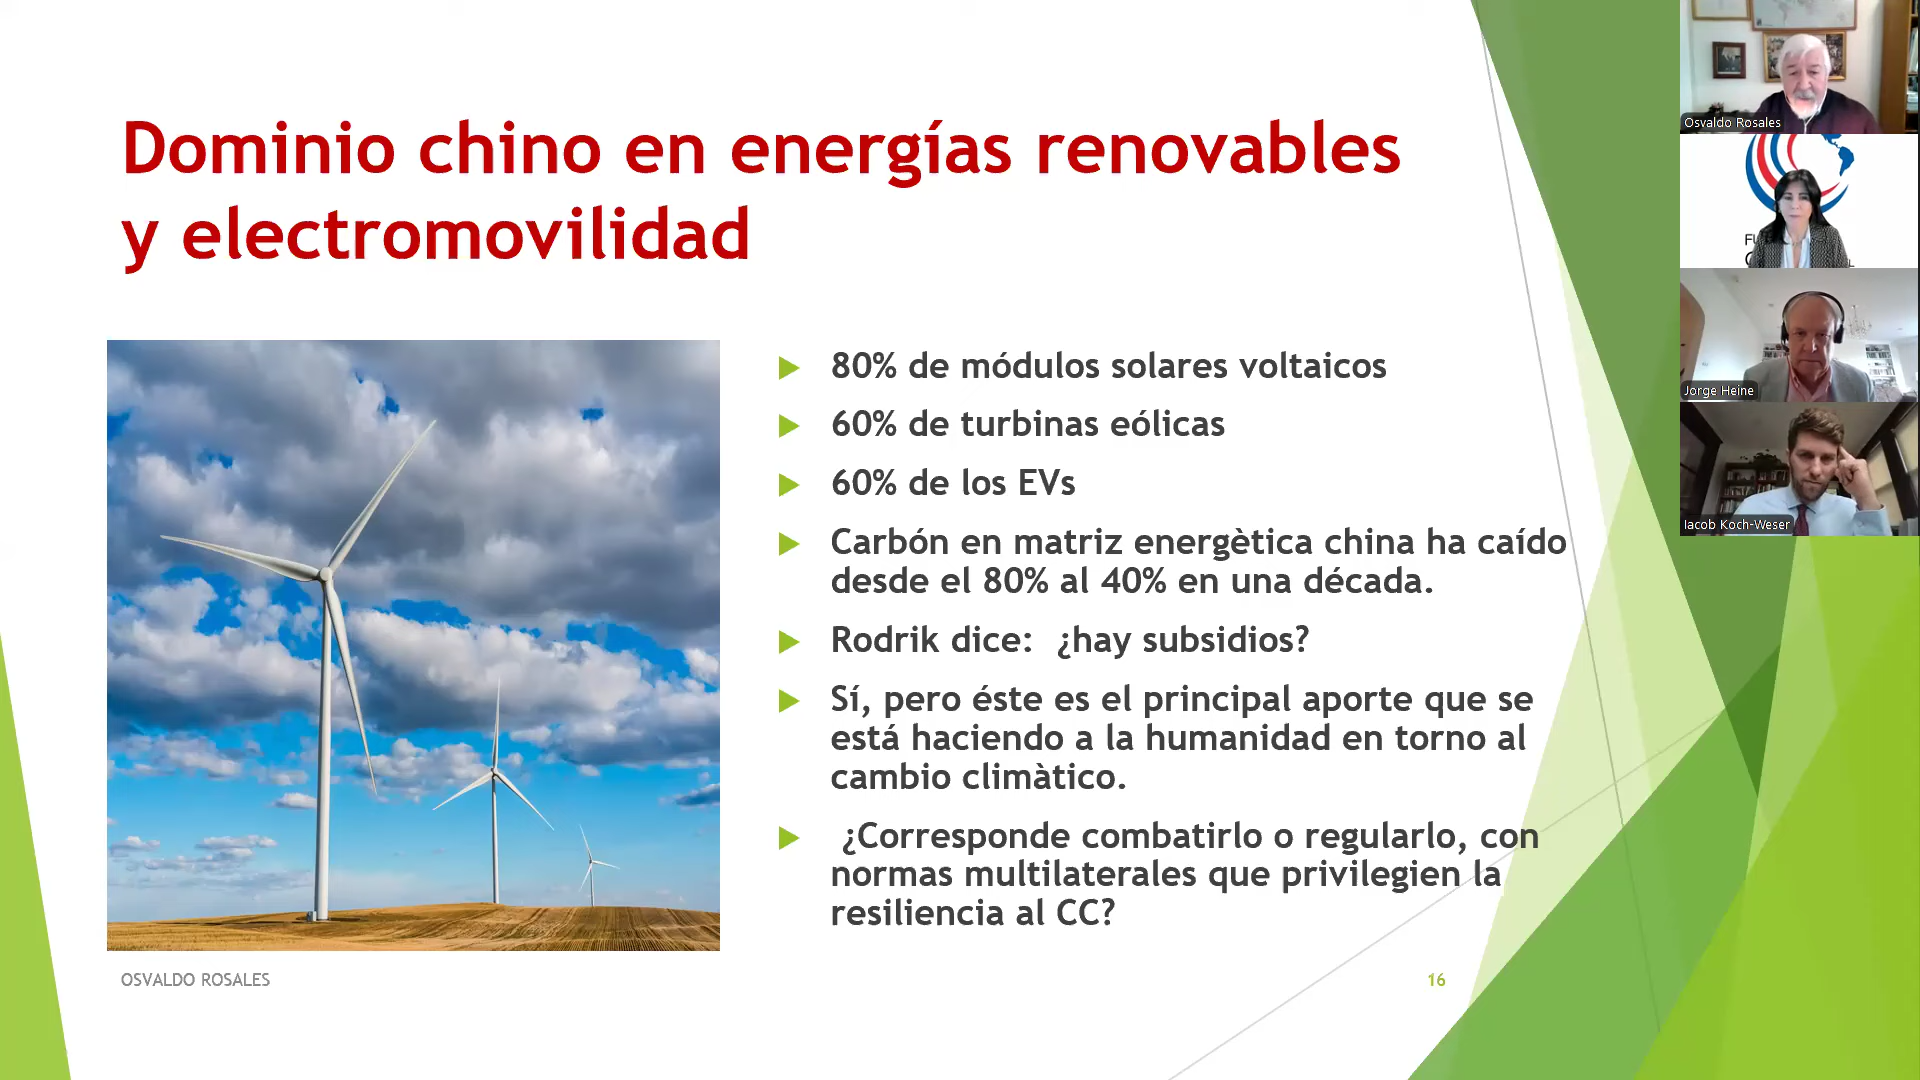 Dominio chino en energías renovables
y electromovilidad
80% de módulos solares voltaicos
60% de turbinas eólicas
60% de los EVs
Carbón en matriz energètica china ha caído
desde el 80% al 40% en una década.
Rodrik dice: ¿hay subsidios?
Sí, pero éste es el principal aporte que se
está haciendo a la humanidad en torno al
cambio climàtico.
¿Corresponde combatirlo o regularlo, con
normas multilaterales que privilegien la
resiliencia al CC?
OSVALDO ROSALES
16
Osvaldo Rosales
Jorge Heine
Iacob Koch-Weser